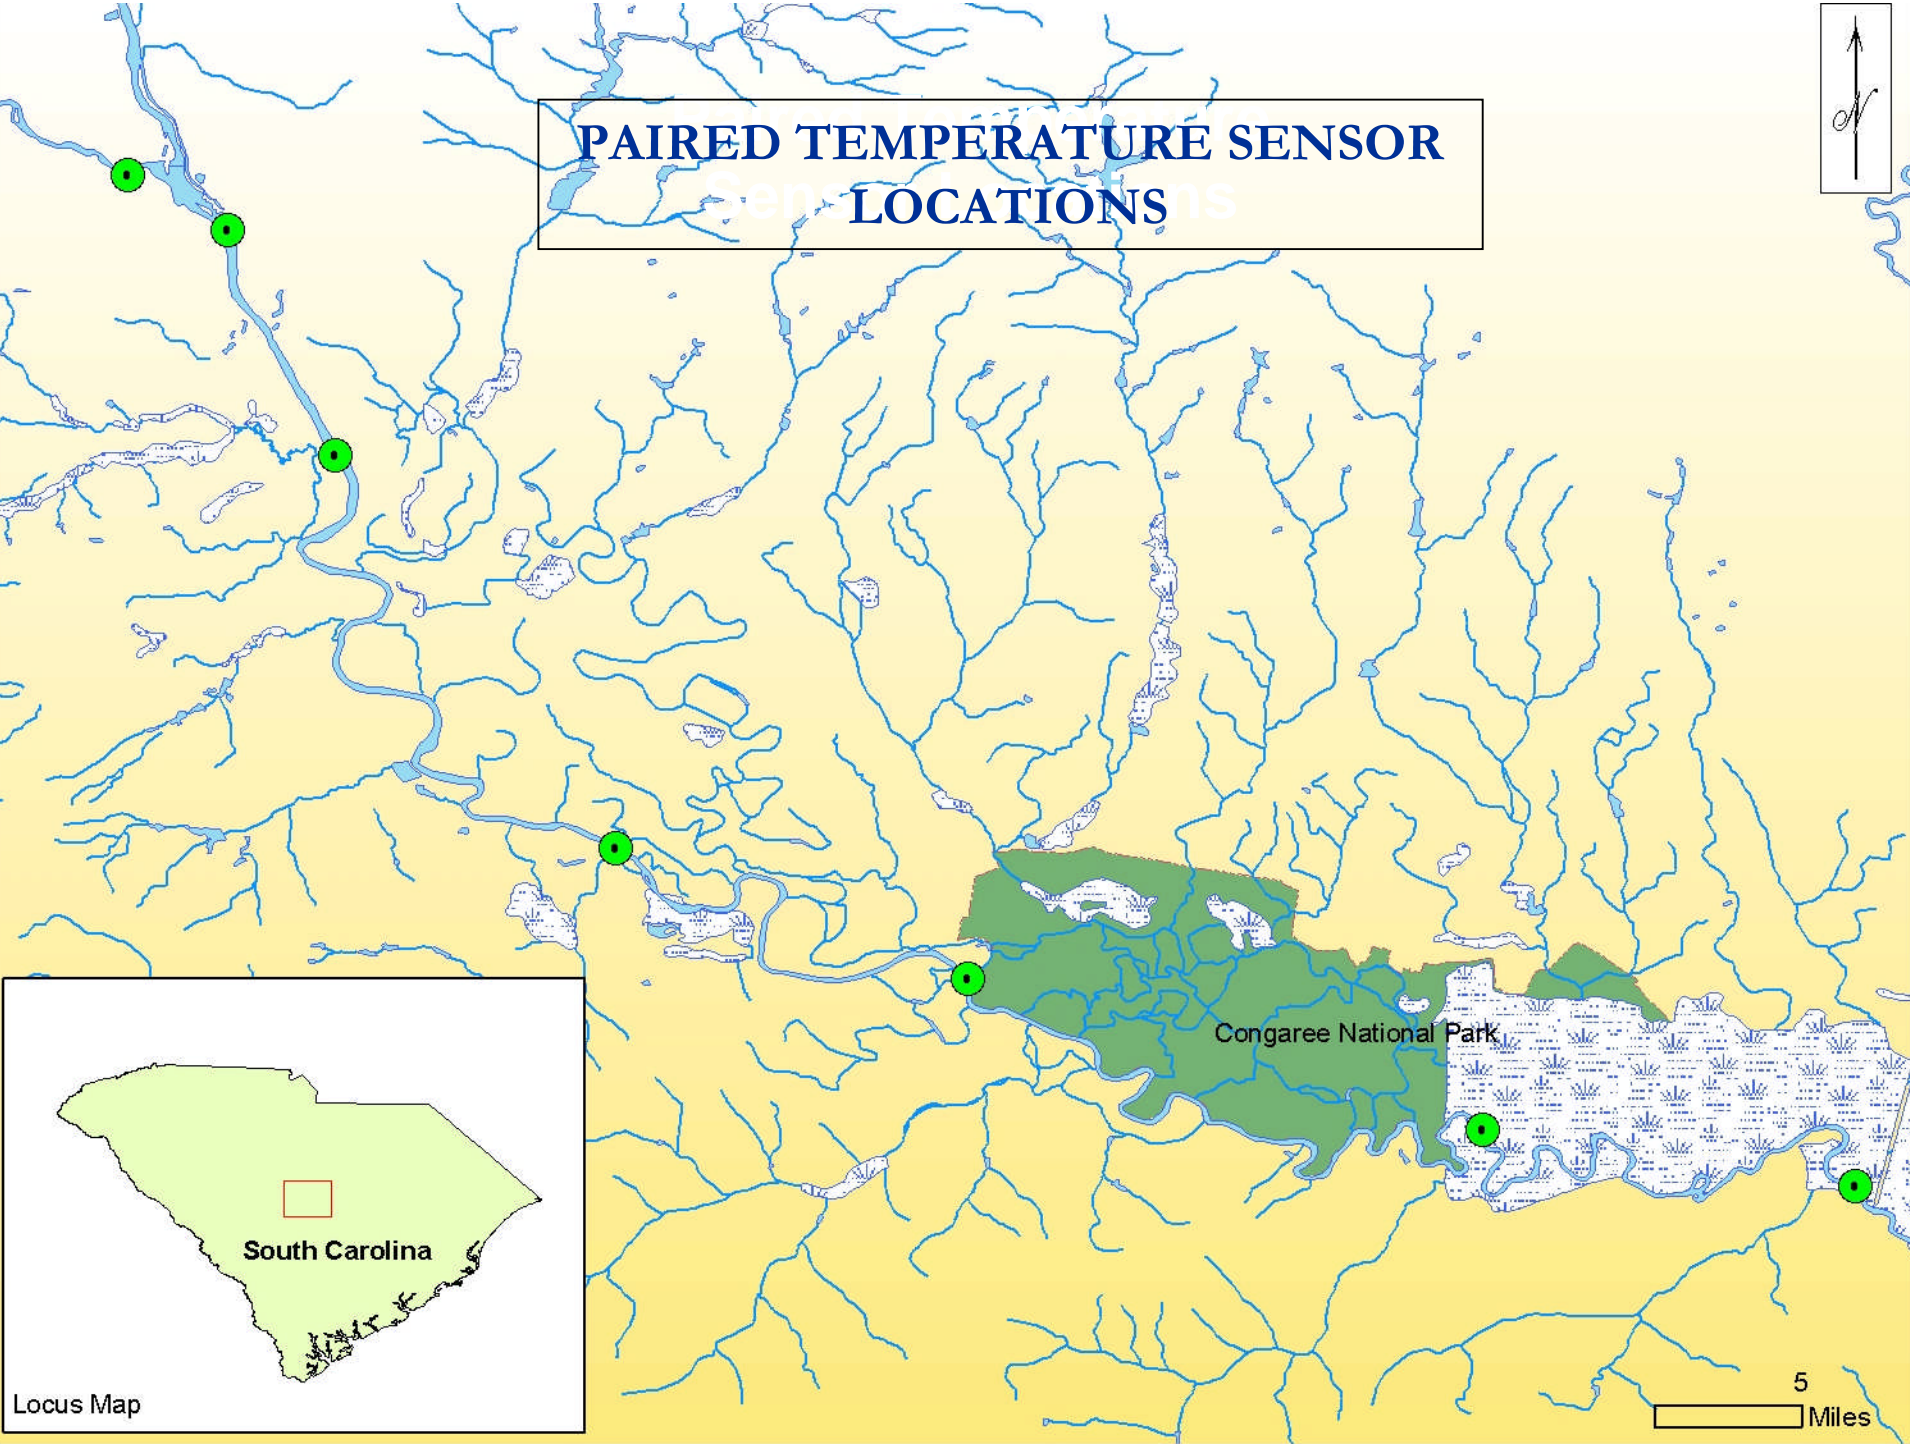 PAIRED TEMPERATURE SENSOR
LOCATIONS
N
Congaree National Park
South Carolina
Locus Map
5
Miles